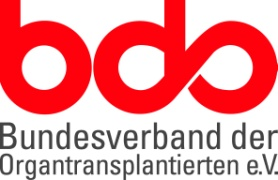 bdo
Bundesverband der
Organtransplantierten e.V.